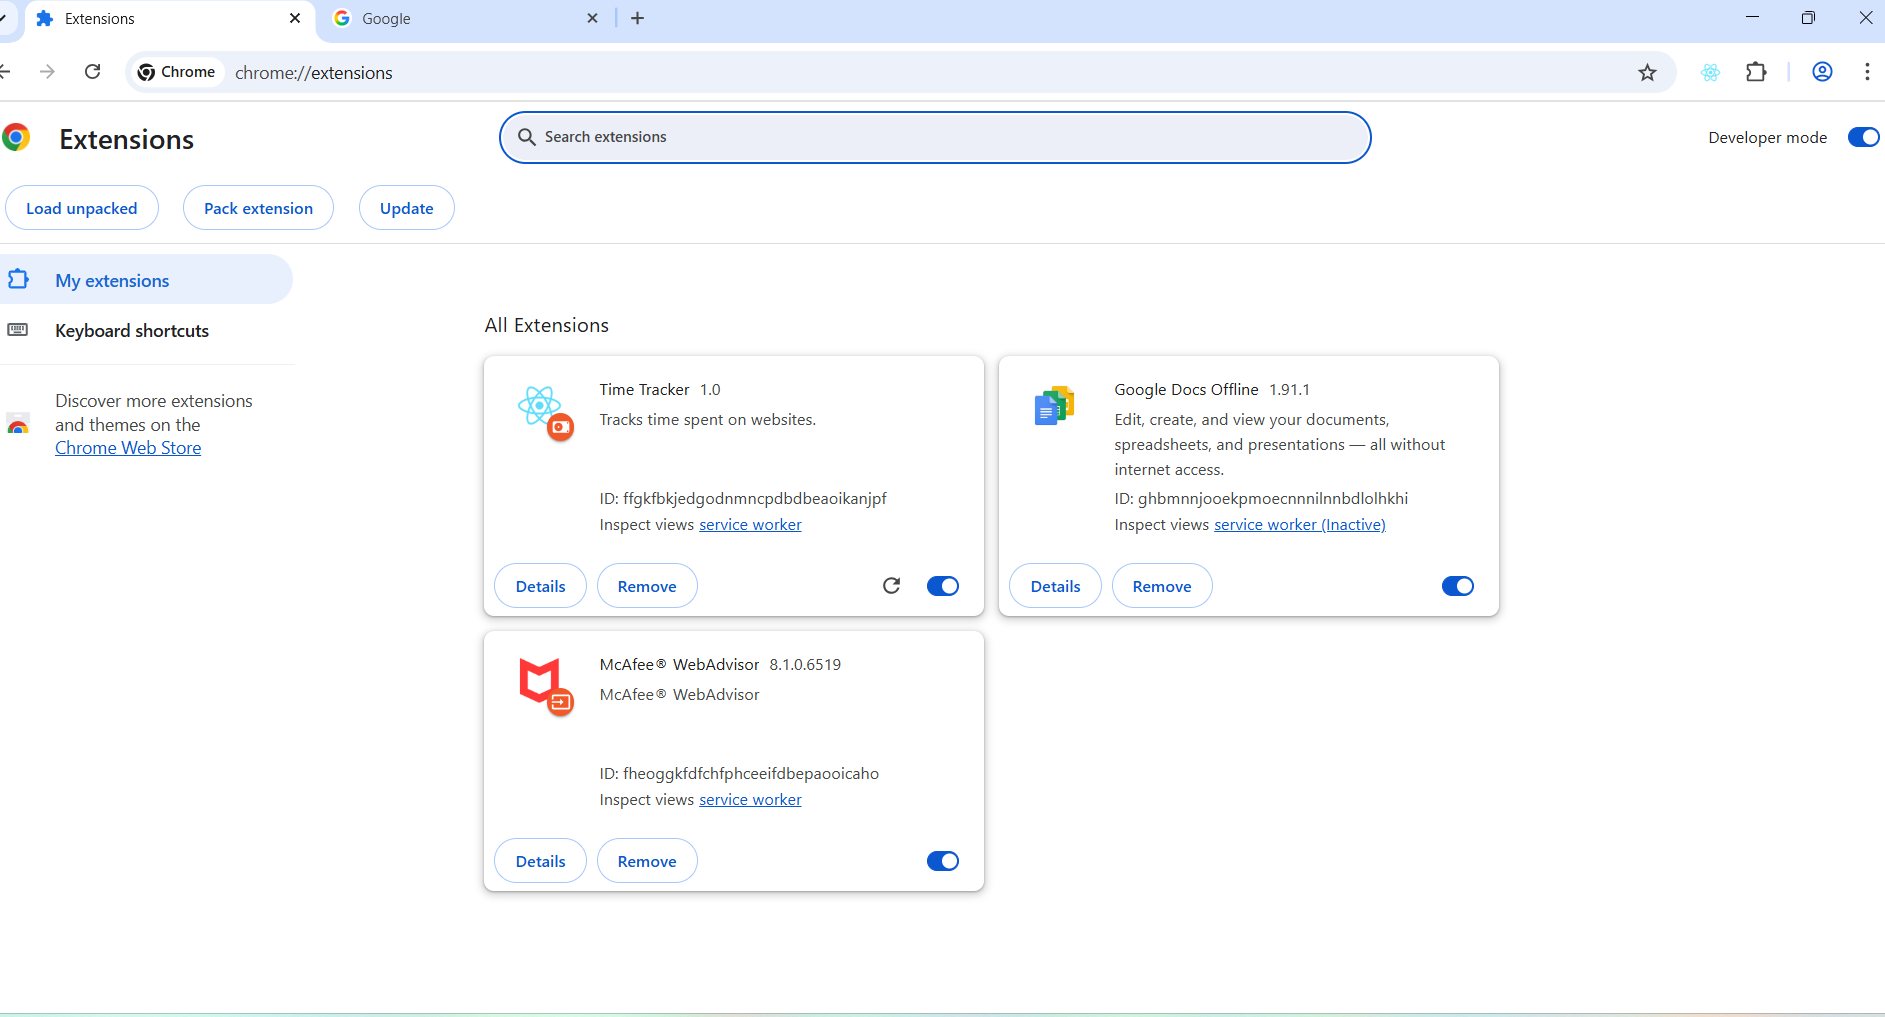 Extensions
Google
Chrome
chrome://extensions
Extensions
Search extensions
Developer mode
Load unpacked
Pack extension
Update
My extensions
Keyboard shortcuts
Discover more extensions
and themes on the
Chrome Web Store
All Extensions
Time Tracker 1.0
Tracks time spent on websites.
ID: ffgkfbkjedgodnmncpdbdbeaoikanjpf
Inspect views service worker
Details
Remove
Google Docs Offline 1.91.1
Edit, create, and view your documents,
spreadsheets, and presentations — all without
internet access.
ID: ghbmnnjooekpmoecnnnilnnbdlolhkhi
Inspect views service worker (Inactive)
Details
Remove
McAfee® WebAdvisor 8.1.0.6519
McAfee® WebAdvisor
ID: fheoggkfdfchfphceeifdbepaooicaho
Inspect views service worker
Details
Remove